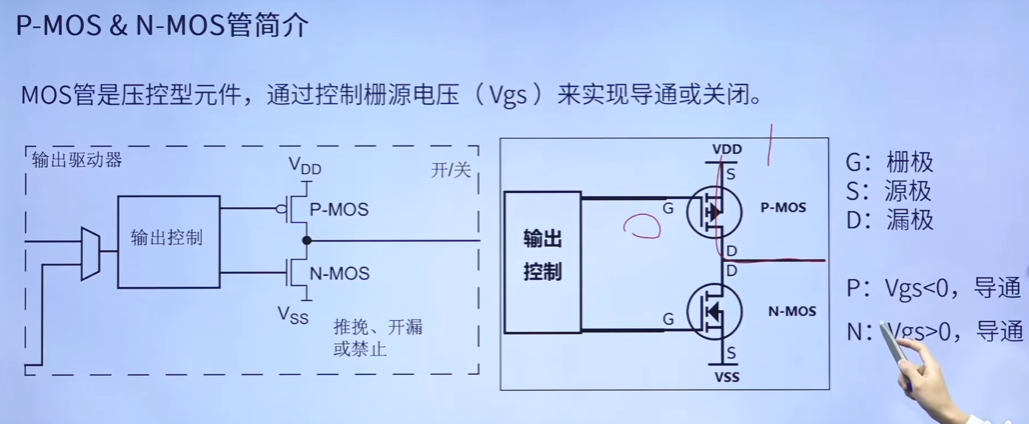 P-MOS & N-MOS管简介
MOS管是压控型元件，通过控制栅源电压（Vgs）来实现导通或关闭。
输出驱动器
开/关
VDD
P-MOS
输出控制
N-MOS
VSS
推挽、开漏
或禁止
VDD
S
G
P-MOS
D
输出
控制
D
N-MOS
G
S
VSS
G：栅极
S：源极
D：漏极
P：Vgs<0，导通
N：Vgs>0，导通